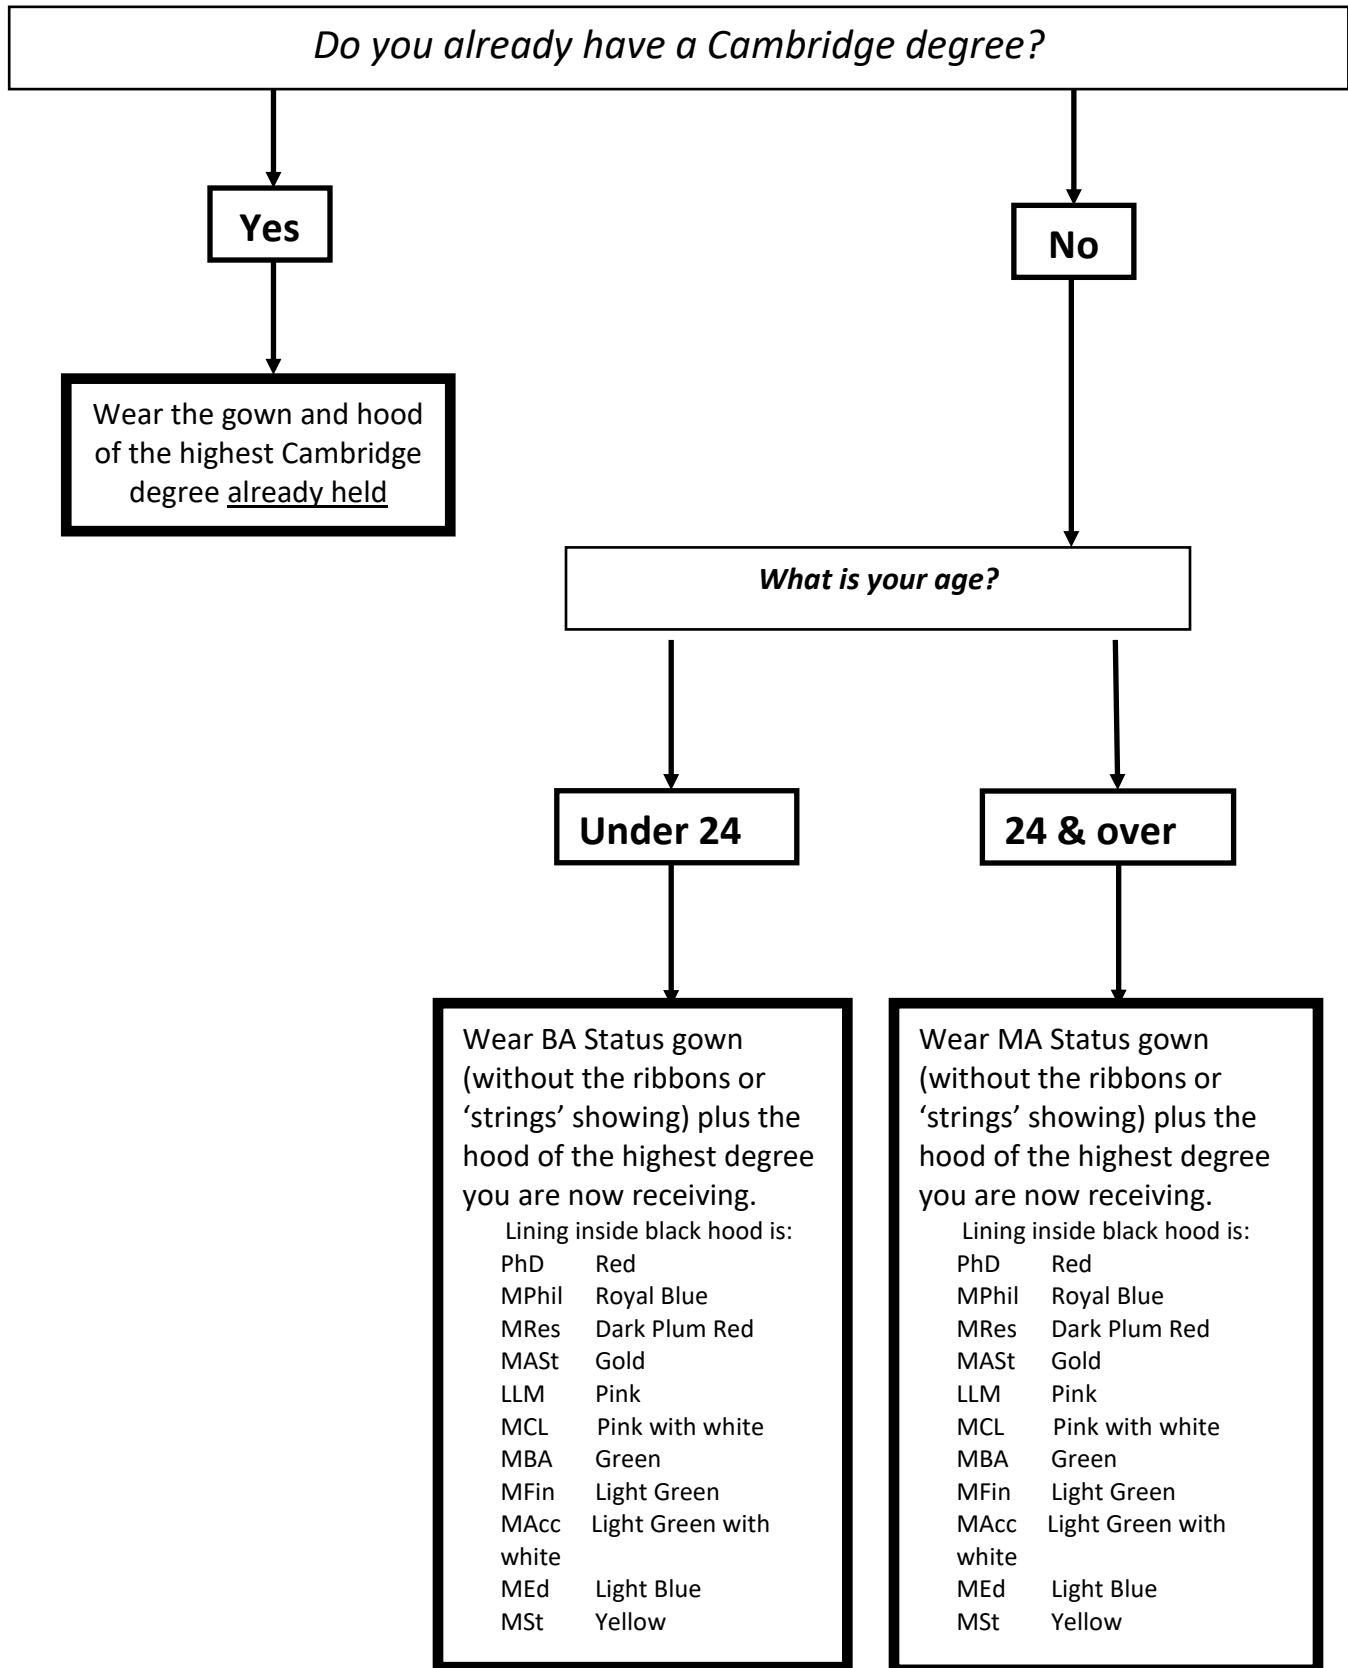 Do you already have a Cambridge degree?
Yes
No
Wear the gown and hood
of the highest Cambridge
degree already held
What is your age?
Under 24
24 & over
Wear BA Status gown
(without the ribbons or
‘strings’ showing) plus the
hood of the highest degree
you are now receiving.
Lining inside black hood is:
PhD Red
MPhil Royal Blue
MRes Dark Plum Red
MASt Gold
LLM Pink
MCL Pink with white
MBA Green
MFin Light Green
MAcc Light Green with
white
MEd Light Blue
MSt Yellow
Wear MA Status gown
(without the ribbons or
‘strings’ showing) plus the
hood of the highest degree
you are now receiving.
Lining inside black hood is:
PhD Red
MPhil Royal Blue
MRes Dark Plum Red
MASt Gold
LLM Pink
MCL Pink with white
MBA Green
MFin Light Green
MAcc Light Green with
white
MEd Light Blue
MSt Yellow